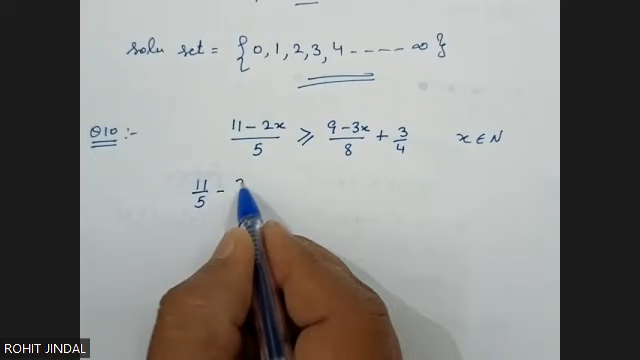 solu set = { 0, 1, 2, 3, 4 ----- ∞ }
Q10:- (11 - 2x)/5 ≥ (9 - 3x)/8 + 3/4 x ∈ N
11/5 -
ROHIT JINDAL